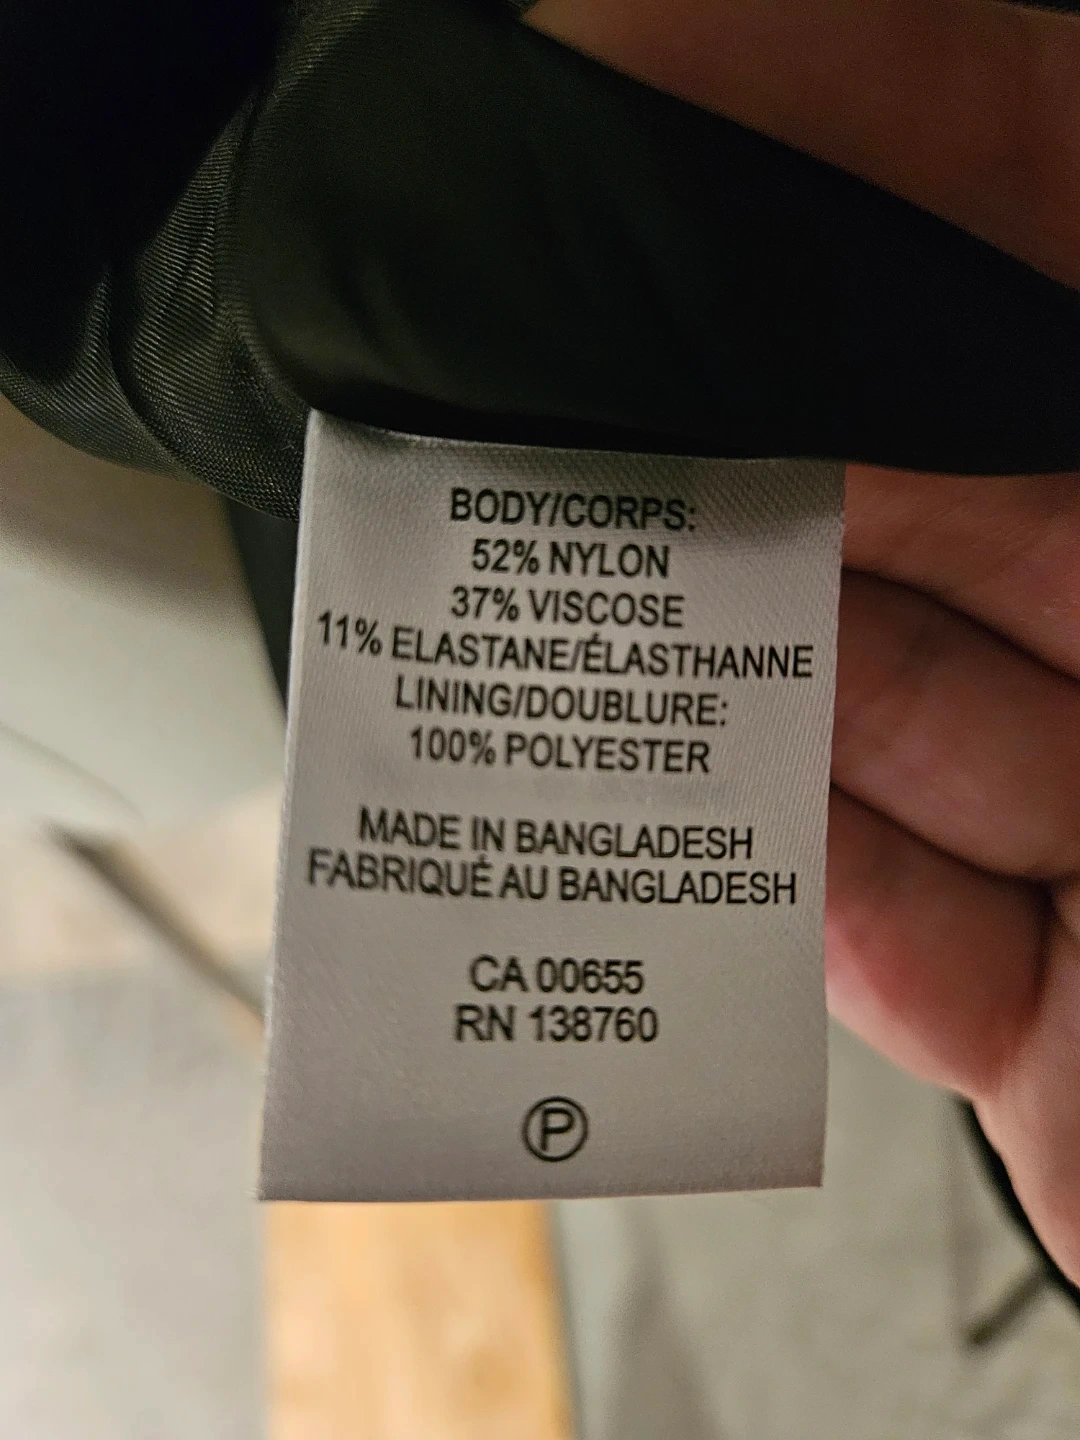 BODY/CORPS:
52% NYLON
37% VISCOSE
11% ELASTANE/ÉLASTHANNE
LINING/DOUBLURE:
100% POLYESTER
MADE IN BANGLADESH
FABRIQUÉ AU BANGLADESH
CA 00655
RN 138760
P